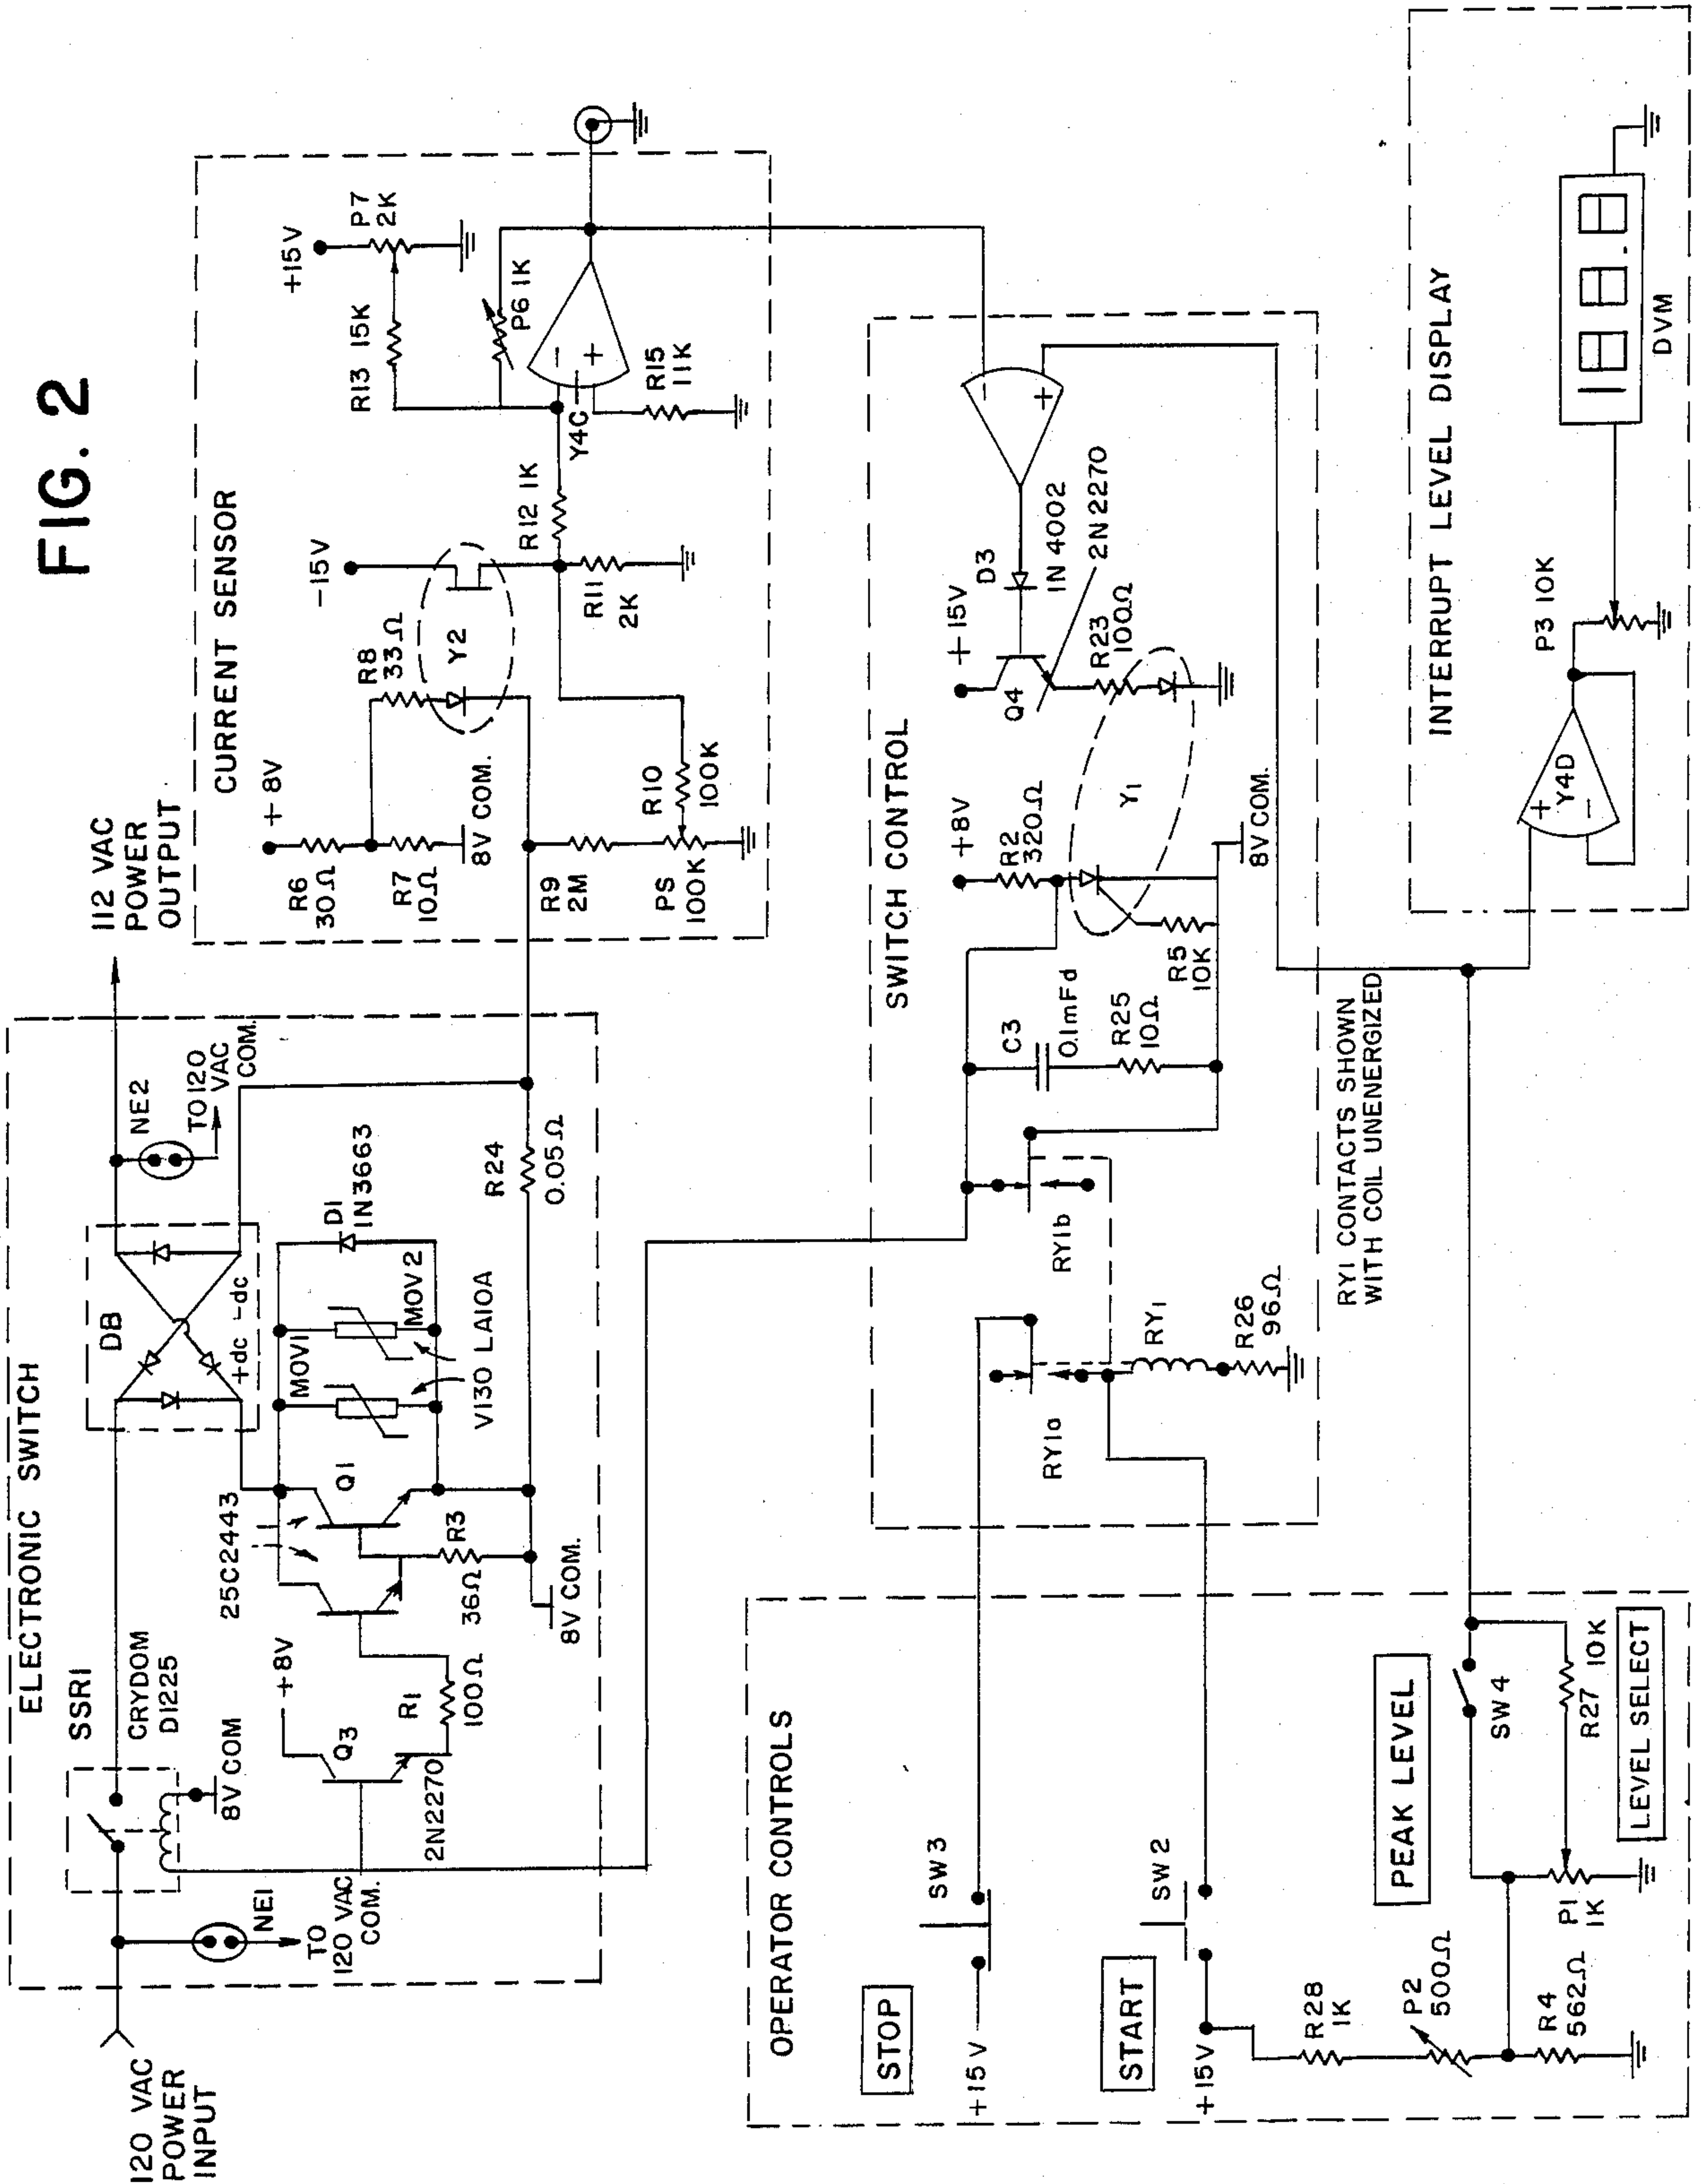 FIG. 2
120 VAC
POWER
INPUT
ELECTRONIC SWITCH
SSR1
CRYDOM
D1225
8V COM
NE1
TO
120 VAC
COM.
2N2270
Q3
+8V
R1
100Ω
25C2443
Q1
R3
36Ω
8V COM.
DB
+dc
-dc
MOV1
MOV2
V130 LA10A
D1
1N3663
R24
0.05Ω
NE2
TO 120
VAC
COM.
112 VAC
POWER
OUTPUT
CURRENT SENSOR
+8V
R6
30Ω
R7
10Ω
8V COM.
R8
33Ω
Y2
-15V
R9
2M
PS
100K
R10
100K
R11
2K
R12 1K
R13 15K
+15V
P7
2K
P6 1K
-
+
Y4C
R15
11K
SWITCH CONTROL
RY1a
RY1b
RY1
R26
96Ω
C3
0.1mFd
R25
10Ω
R5
10K
+8V
R2
320Ω
Y1
8V COM.
+15V
Q4
D3
1N 4002
2N2270
R23
100Ω
-
+
RY1 CONTACTS SHOWN
WITH COIL UNENERGIZED
OPERATOR CONTROLS
STOP
+15V
SW3
START
+15V
SW2
R28
1K
P2
500Ω
R4
562Ω
P1
1K
PEAK LEVEL
SW4
R27
10K
LEVEL SELECT
INTERRUPT LEVEL DISPLAY
+
-
Y4D
P3 10K
188.8
DVM